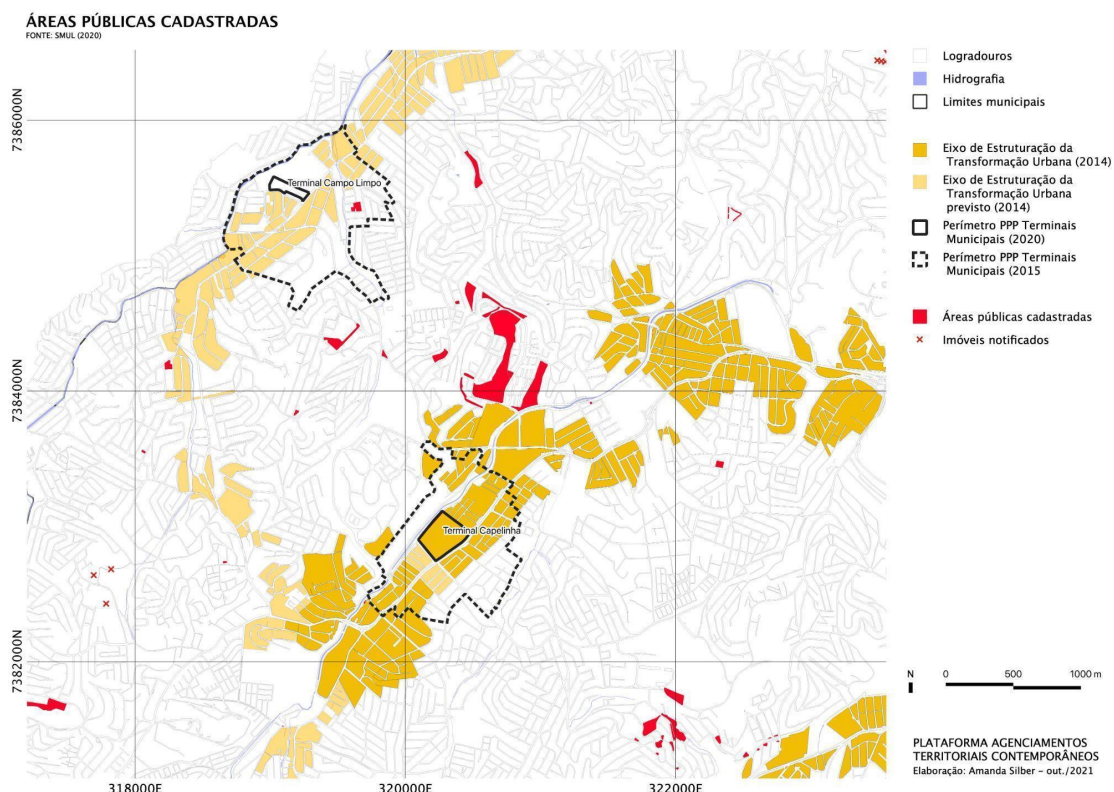 ÁREAS PÚBLICAS CADASTRADAS
FONTE: SMUL (2020)
Logradouros
Hidrografia
Limites municipais
Eixo de Estruturação da
Transformação Urbana (2014)
Eixo de Estruturação da
Transformação Urbana
previsto (2014)
Perímetro PPP Terminais
Municipais (2020)
Perímetro PPP Terminais
Municipais (2015
Áreas públicas cadastradas
Imóveis notificados
7386000N
7384000N
7382000N
Terminal Campo Limpo
Terminal Capelinha
318000E
320000E
322000E
N
0 500 1000 m
PLATAFORMA AGENCIAMENTOS
TERRITORIAIS CONTEMPORÂNEOS
Elaboração: Amanda Silber – out./2021